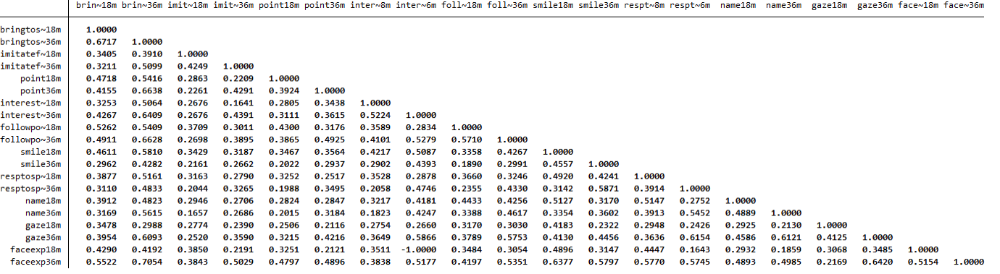 brin~18m brin~36m imit~18m imit~36m point18m point36m inter~8m inter~6m foll~18m foll~36m smile18m smile36m respt~8m respt~6m name18m name36m gaze18m gaze36m face~18m face~36m
bringtos~18m 1.0000
bringtos~36m 0.6717 1.0000
imitatef~18m 0.3405 0.3910 1.0000
imitatef~36m 0.3211 0.5099 0.4249 1.0000
point18m 0.4718 0.5416 0.2863 0.2209 1.0000
point36m 0.4155 0.6638 0.2261 0.4291 0.3924 1.0000
interest~18m 0.3253 0.5064 0.2676 0.1641 0.2805 0.3438 1.0000
interest~36m 0.4267 0.6409 0.2676 0.4391 0.3111 0.3615 0.5224 1.0000
followpo~18m 0.5262 0.5409 0.3709 0.3011 0.4300 0.3176 0.3589 0.2834 1.0000
followpo~36m 0.4911 0.6628 0.2698 0.3895 0.3865 0.4925 0.4101 0.5279 0.5710 1.0000
smile18m 0.4611 0.5810 0.3429 0.3187 0.3467 0.3564 0.4217 0.5087 0.3358 0.4267 1.0000
smile36m 0.2962 0.4282 0.2161 0.2662 0.2022 0.2937 0.2902 0.4393 0.1890 0.2991 0.4557 1.0000
resptosp~18m 0.3877 0.5161 0.3163 0.2790 0.3252 0.2517 0.3528 0.2878 0.3660 0.3246 0.4920 0.4241 1.0000
resptosp~36m 0.3110 0.4833 0.2044 0.3265 0.1988 0.3495 0.2058 0.4746 0.2355 0.4330 0.3142 0.5871 0.3914 1.0000
name18m 0.3912 0.4823 0.2946 0.2706 0.2824 0.2847 0.3217 0.4181 0.4433 0.4256 0.5127 0.3170 0.5147 0.2752 1.0000
name36m 0.3169 0.5615 0.1657 0.2686 0.2015 0.3184 0.1823 0.4247 0.3388 0.4617 0.3354 0.3602 0.3913 0.5452 0.4889 1.0000
gaze18m 0.3478 0.2988 0.2774 0.2390 0.2506 0.2116 0.2754 0.2660 0.3170 0.3030 0.4183 0.2322 0.2948 0.2426 0.2925 0.2130 1.0000
gaze36m 0.3954 0.6093 0.2520 0.3590 0.3215 0.4216 0.3649 0.5866 0.3789 0.5753 0.4130 0.4456 0.3636 0.6154 0.4586 0.6121 0.4125 1.0000
faceexp18m 0.4290 0.4192 0.3850 0.2191 0.3251 0.2121 0.3511 -1.0000 0.3484 0.3054 0.4896 0.3147 0.4447 0.1643 0.2932 0.1859 0.3068 0.3485 1.0000
faceexp36m 0.5522 0.7054 0.3843 0.5029 0.4797 0.4896 0.3838 0.5177 0.4197 0.5351 0.6377 0.5797 0.5770 0.5745 0.4893 0.4985 0.2169 0.6420 0.5154 1.0000